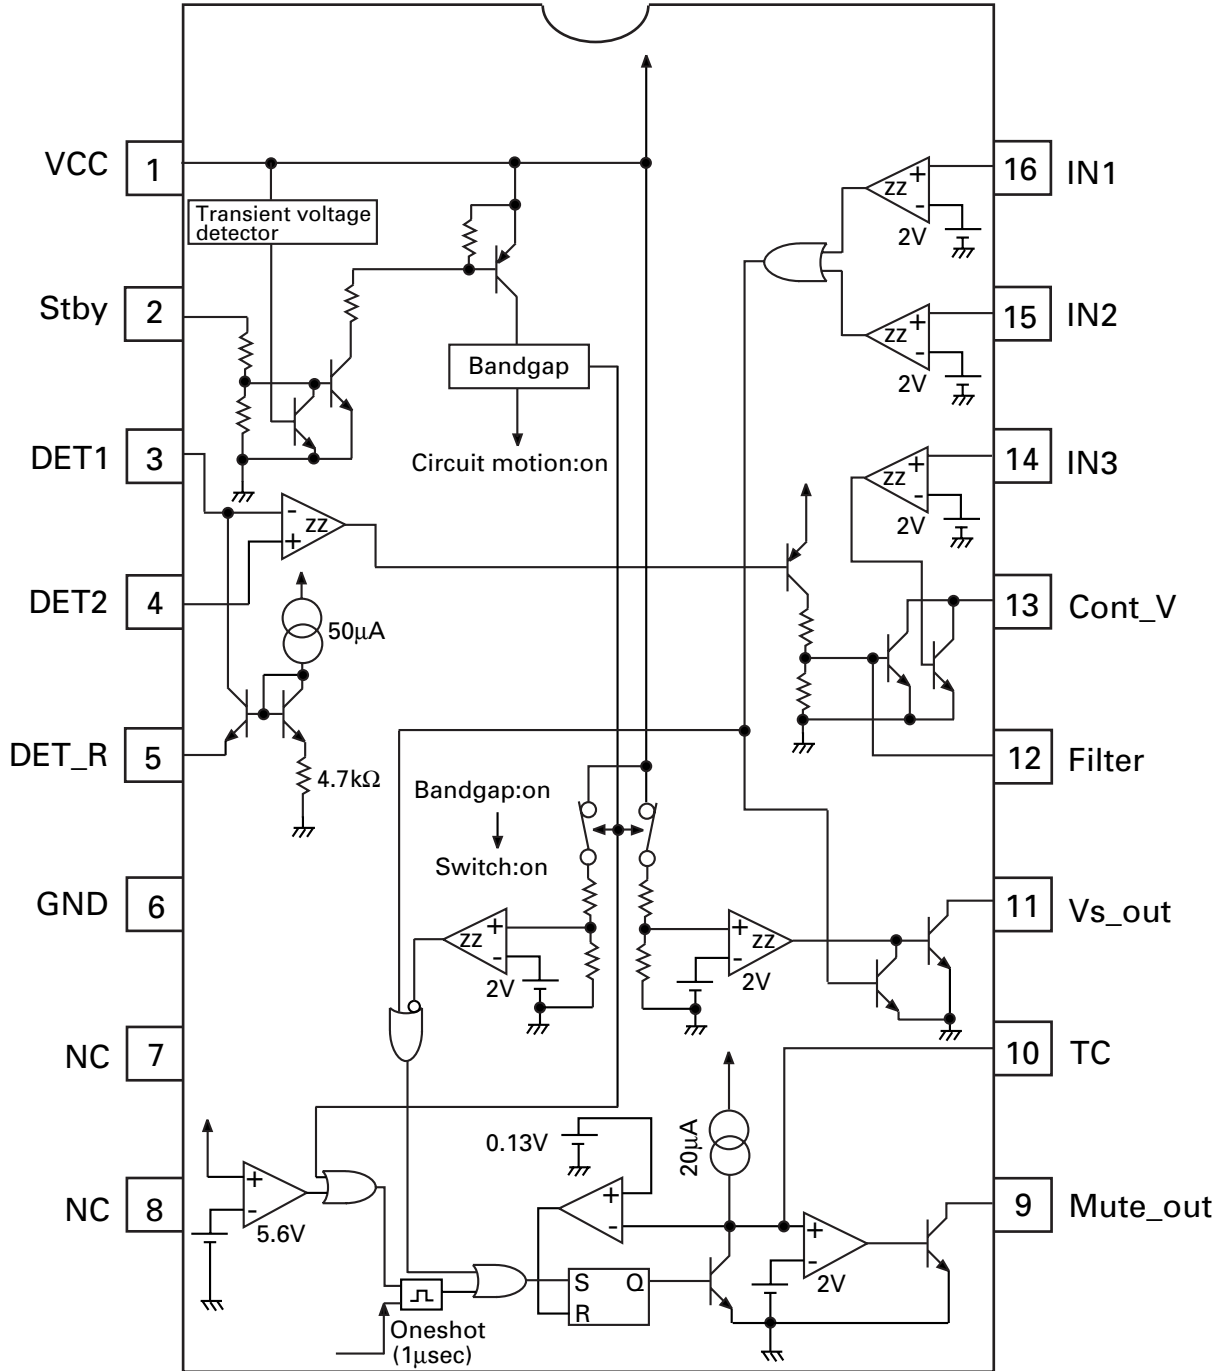 VCC 1
Transient voltage
detector
Stby 2
Bandgap
Circuit motion:on
DET1 3
- zz
+
DET2 4
50µA
DET_R 5
4.7kΩ
Bandgap:on
Switch:on
GND 6
zz + -
2V
+ zz -
2V
NC 7
NC 8
+ -
5.6V
0.13V
+ -
20µA
Oneshot
(1µsec)
S Q
R
+ -
2V
16 IN1
zz + -
2V
15 IN2
zz + -
2V
14 IN3
zz + -
2V
13 Cont_V
12 Filter
11 Vs_out
10 TC
9 Mute_out